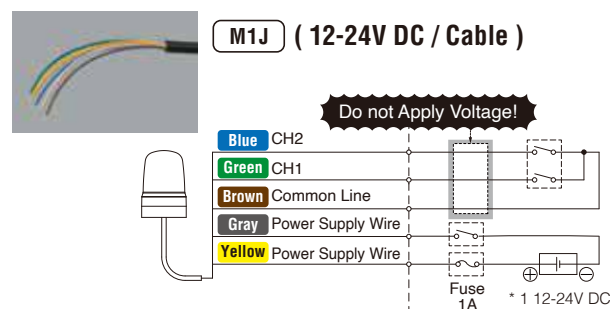 M1J ( 12-24V DC / Cable )
Do not Apply Voltage!
Blue CH2
Green CH1
Brown Common Line
Gray Power Supply Wire
Yellow Power Supply Wire
Fuse
1A
* 1 12-24V DC